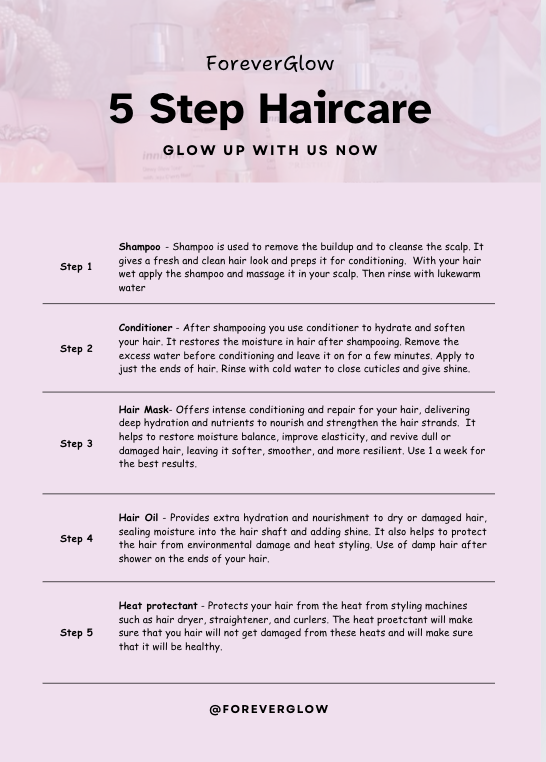 ForeverGlow
5 Step Haircare
GLOW UP WITH US NOW
Step 1
Shampoo - Shampoo is used to remove the buildup and to cleanse the scalp. It
gives a fresh and clean hair look and preps it for conditioning. With your hair
wet apply the shampoo and massage it in your scalp. Then rinse with lukewarm
water
Step 2
Conditioner - After shampooing you use conditioner to hydrate and soften
your hair. It restores the moisture in hair after shampooing. Remove the
excess water before conditioning and leave it on for a few minutes. Apply to
just the ends of hair. Rinse with cold water to close cuticles and give shine.
Step 3
Hair Mask- Offers intense conditioning and repair for your hair, delivering
deep hydration and nutrients to nourish and strengthen the hair strands. It
helps to restore moisture balance, improve elasticity, and revive dull or
damaged hair, leaving it softer, smoother, and more resilient. Use 1 a week for
the best results.
Step 4
Hair Oil - Provides extra hydration and nourishment to dry or damaged hair,
sealing moisture into the hair shaft and adding shine. It also helps to protect
the hair from environmental damage and heat styling. Use of damp hair after
shower on the ends of your hair.
Step 5
Heat protectant - Protects your hair from the heat from styling machines
such as hair dryer, straightener, and curlers. The heat proetctant will make
sure that you hair will not get damaged from these heats and will make sure
that it will be healthy.
@FOREVERGLOW